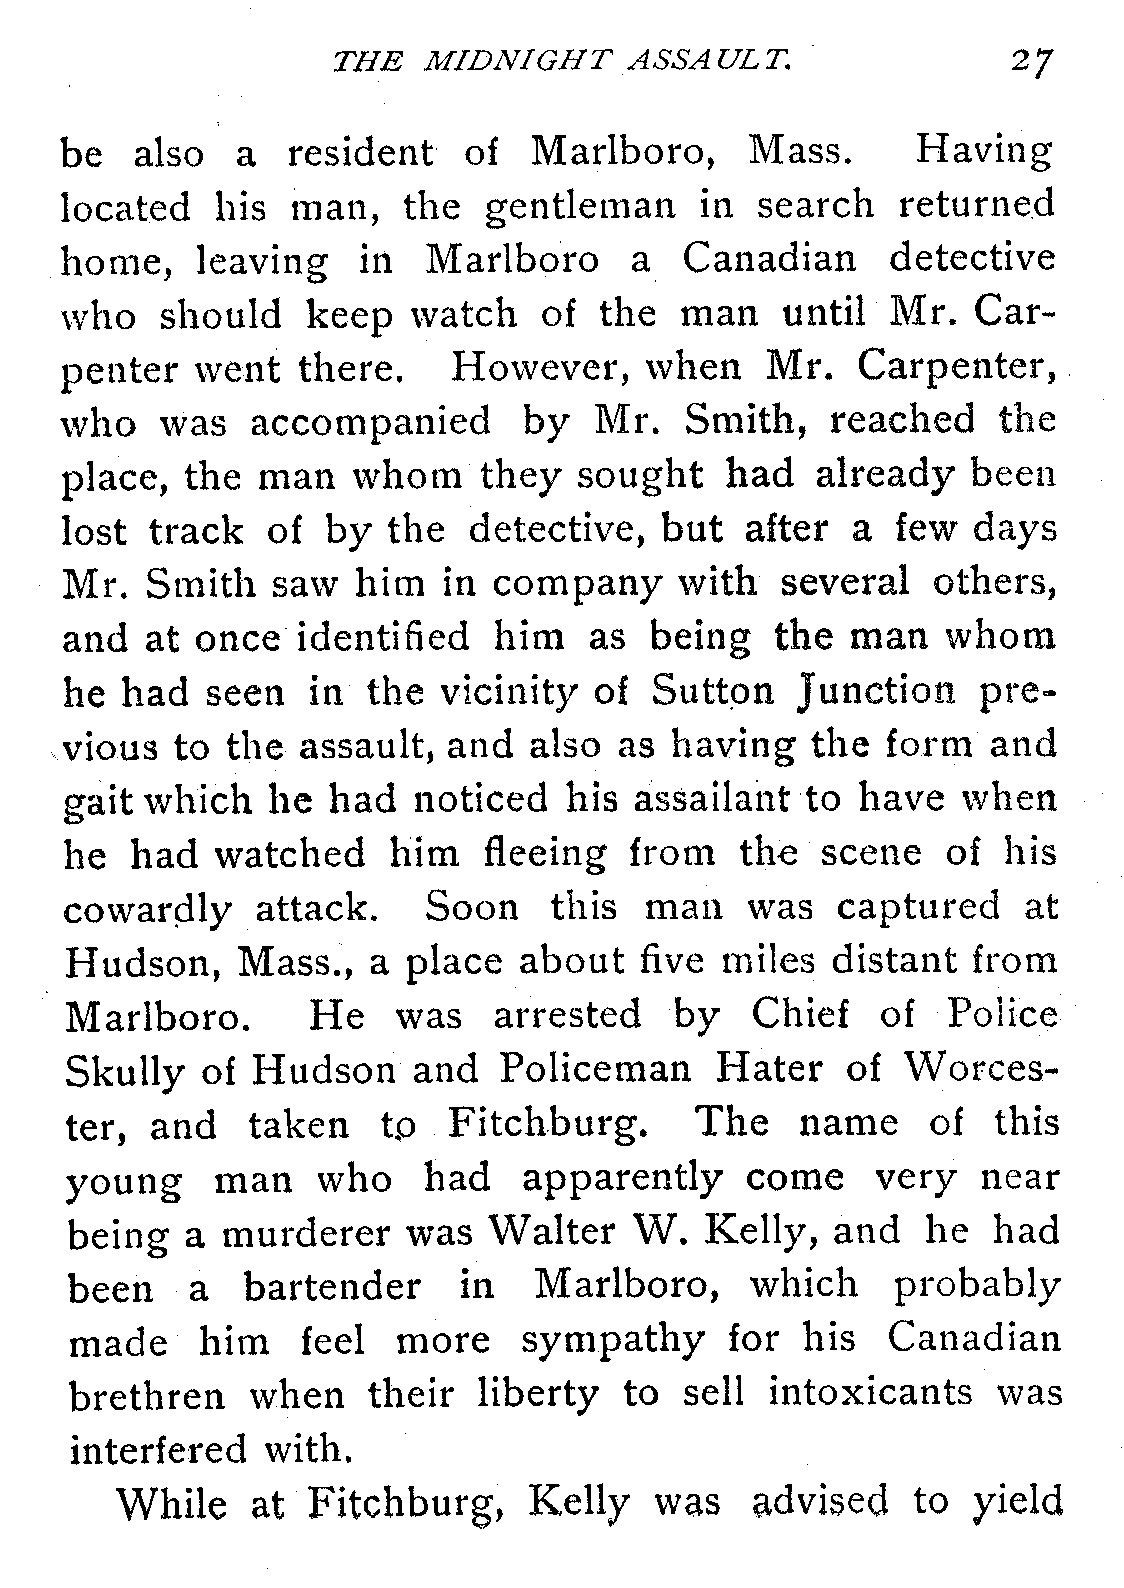 THE MIDNIGHT ASSAULT. 27
be also a resident of Marlboro, Mass. Having
located his man, the gentleman in search returned
home, leaving in Marlboro a Canadian detective
who should keep watch of the man until Mr. Car-
penter went there. However, when Mr. Carpenter,
who was accompanied by Mr. Smith, reached the
place, the man whom they sought had already been
lost track of by the detective, but after a few days
Mr. Smith saw him in company with several others,
and at once identified him as being the man whom
he had seen in the vicinity of Sutton Junction pre-
vious to the assault, and also as having the form and
gait which he had noticed his assailant to have when
he had watched him fleeing from the scene of his
cowardly attack. Soon this man was captured at
Hudson, Mass., a place about five miles distant from
Marlboro. He was arrested by Chief of Police
Skully of Hudson and Policeman Hater of Worces-
ter, and taken to Fitchburg. The name of this
young man who had apparently come very near
being a murderer was Walter W. Kelly, and he had
been a bartender in Marlboro, which probably
made him feel more sympathy for his Canadian
brethren when their liberty to sell intoxicants was
interfered with.
While at Fitchburg, Kelly was advised to yield